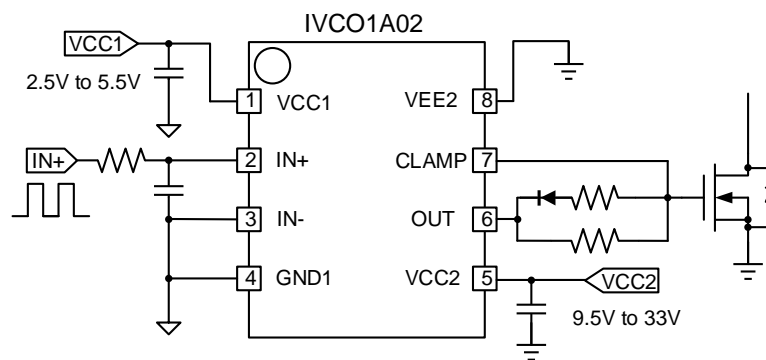 IVCO1A02
VCC1
2.5V to 5.5V
1 VCC1
VEE2 8
IN+
2 IN+
CLAMP 7
3 IN-
OUT 6
4 GND1
VCC2 5
VCC2
9.5V to 33V